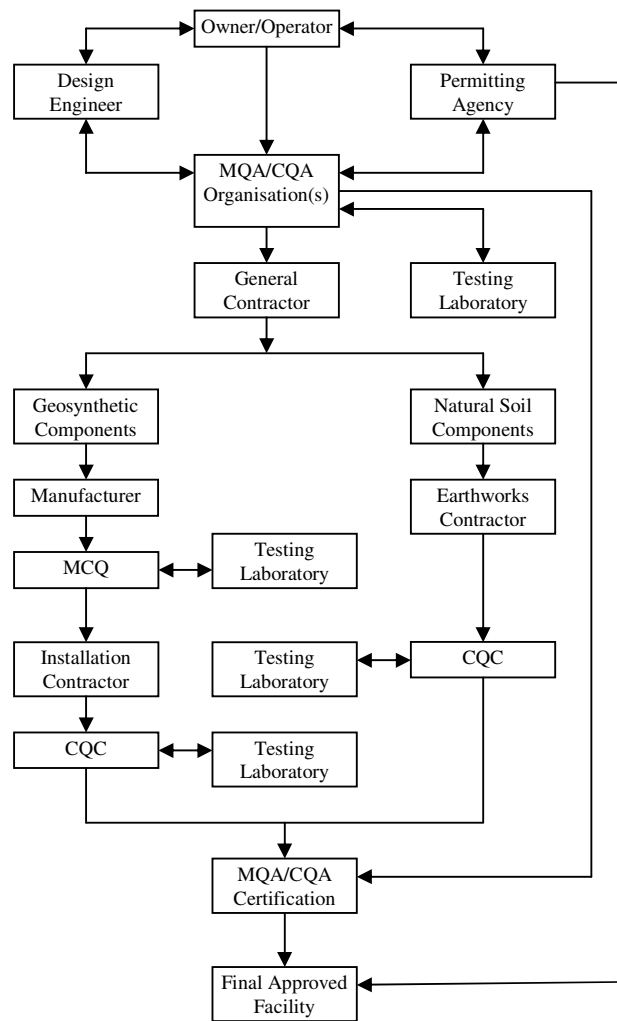 Owner/Operator
Design
Engineer
Permitting
Agency
MQA/CQA
Organisation(s)
General
Contractor
Testing
Laboratory
Geosynthetic
Components
Natural Soil
Components
Manufacturer
Earthworks
Contractor
MCQ
Testing
Laboratory
Installation
Contractor
Testing
Laboratory
CQC
CQC
Testing
Laboratory
MQA/CQA
Certification
Final Approved
Facility